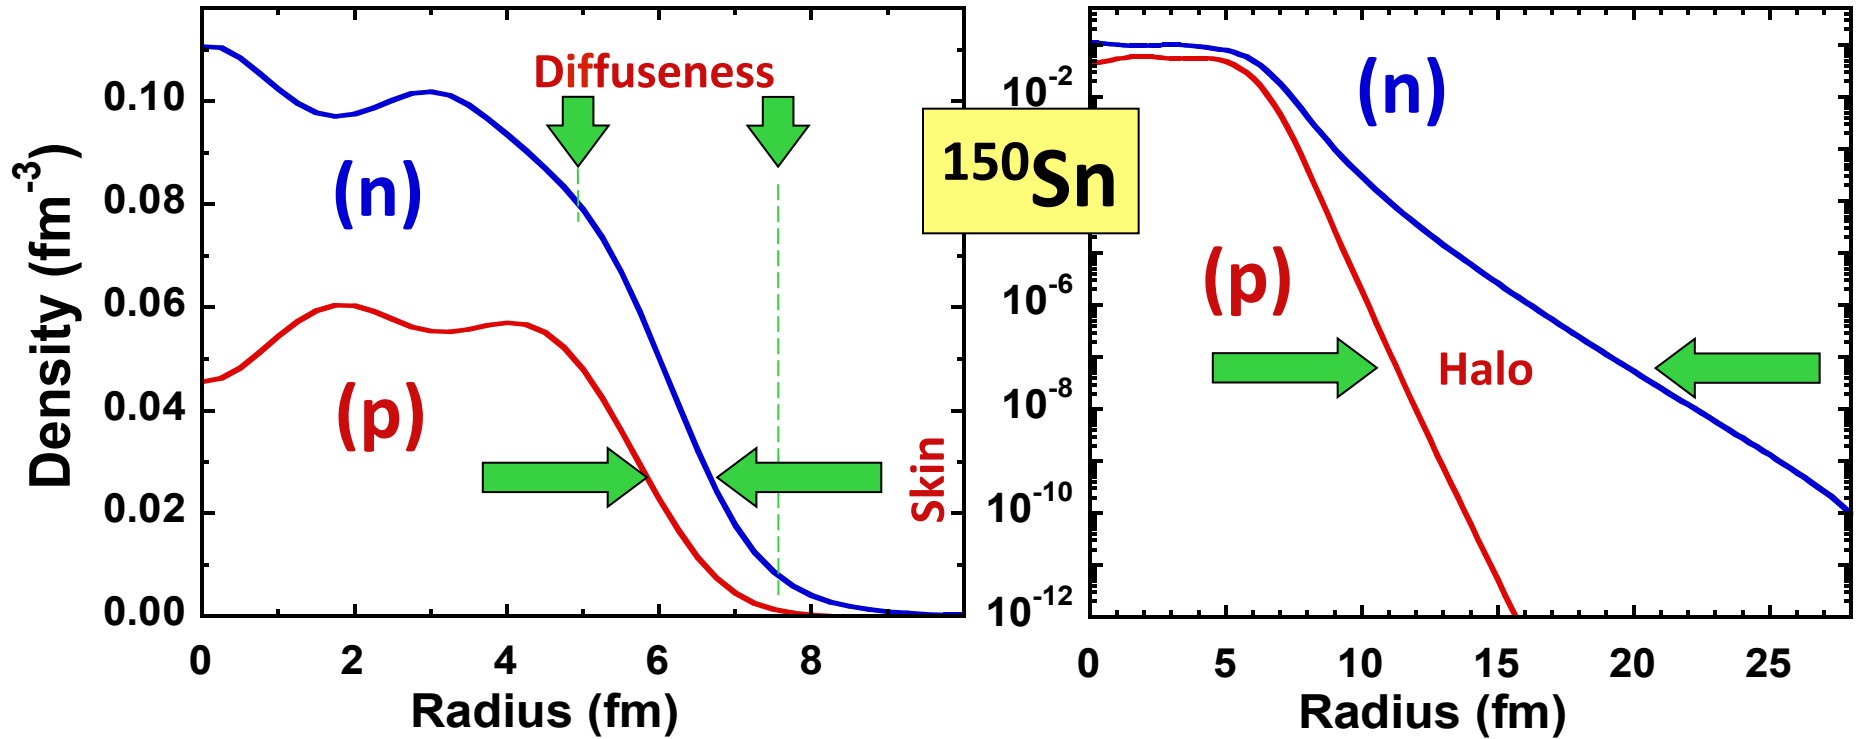 Density (fm⁻³)
0.10
0.08
0.06
0.04
0.02
0.00
Diffuseness
(n)
(p)
Skin
0 2 4 6 8
Radius (fm)
¹⁵⁰Sn
10⁻²
10⁻⁶
10⁻⁸
10⁻¹⁰
10⁻¹²
(n)
(p)
Halo
0 5 10 15 20 25
Radius (fm)